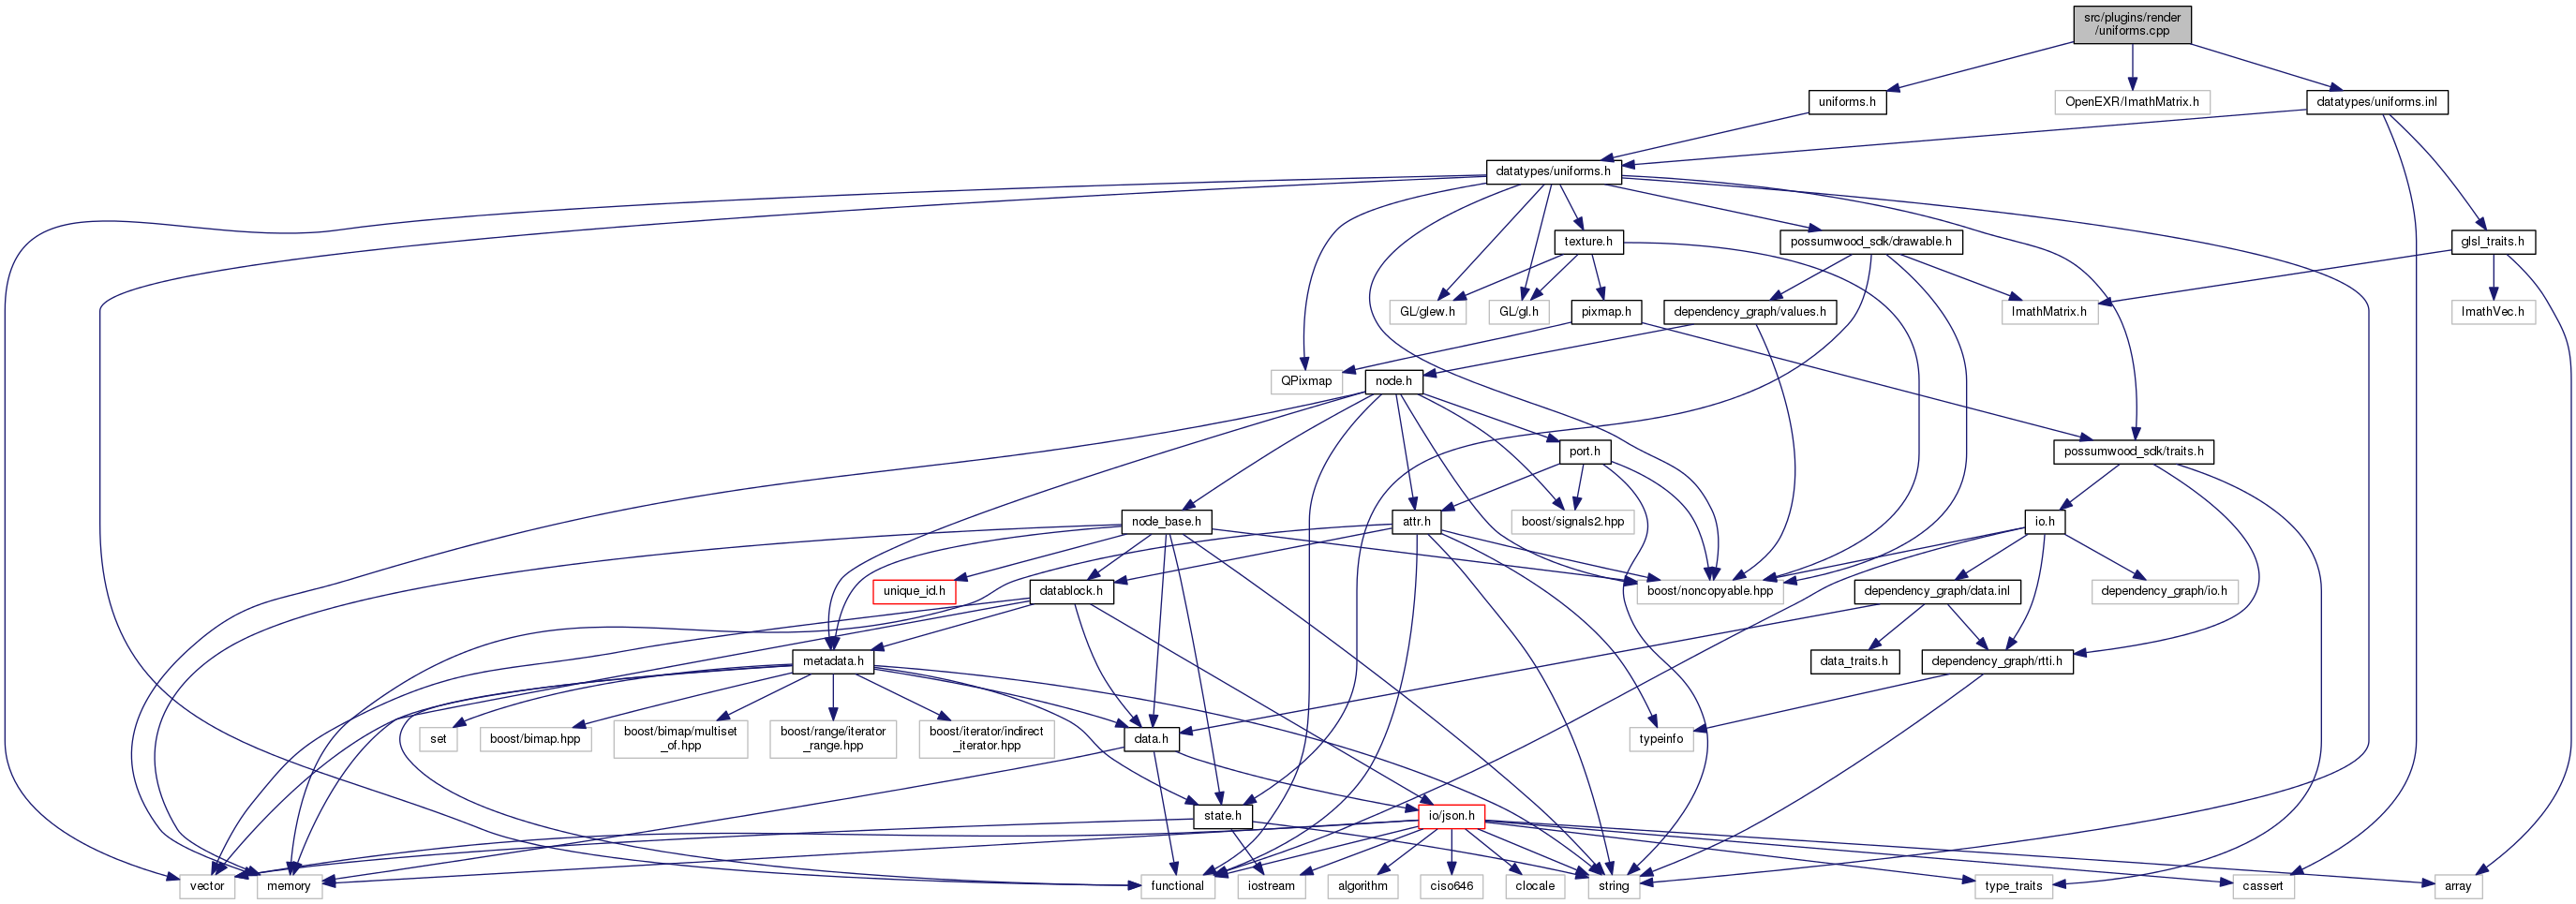 src/plugins/render
/uniforms.cpp
uniforms.h
OpenEXR/ImathMatrix.h
datatypes/uniforms.inl
datatypes/uniforms.h
texture.h
possumwood_sdk/drawable.h
glsl_traits.h
GL/glew.h
GL/gl.h
pixmap.h
dependency_graph/values.h
ImathMatrix.h
ImathVec.h
QPixmap
node.h
port.h
possumwood_sdk/traits.h
node_base.h
attr.h
boost/signals2.hpp
io.h
unique_id.h
datablock.h
boost/noncopyable.hpp
dependency_graph/data.inl
dependency_graph/io.h
metadata.h
data_traits.h
dependency_graph/rtti.h
set
boost/bimap.hpp
boost/bimap/multiset
_of.hpp
boost/range/iterator
_range.hpp
boost/iterator/indirect
_iterator.hpp
data.h
typeinfo
state.h
io/json.h
vector
memory
functional
iostream
algorithm
ciso646
clocale
string
type_traits
cassert
array